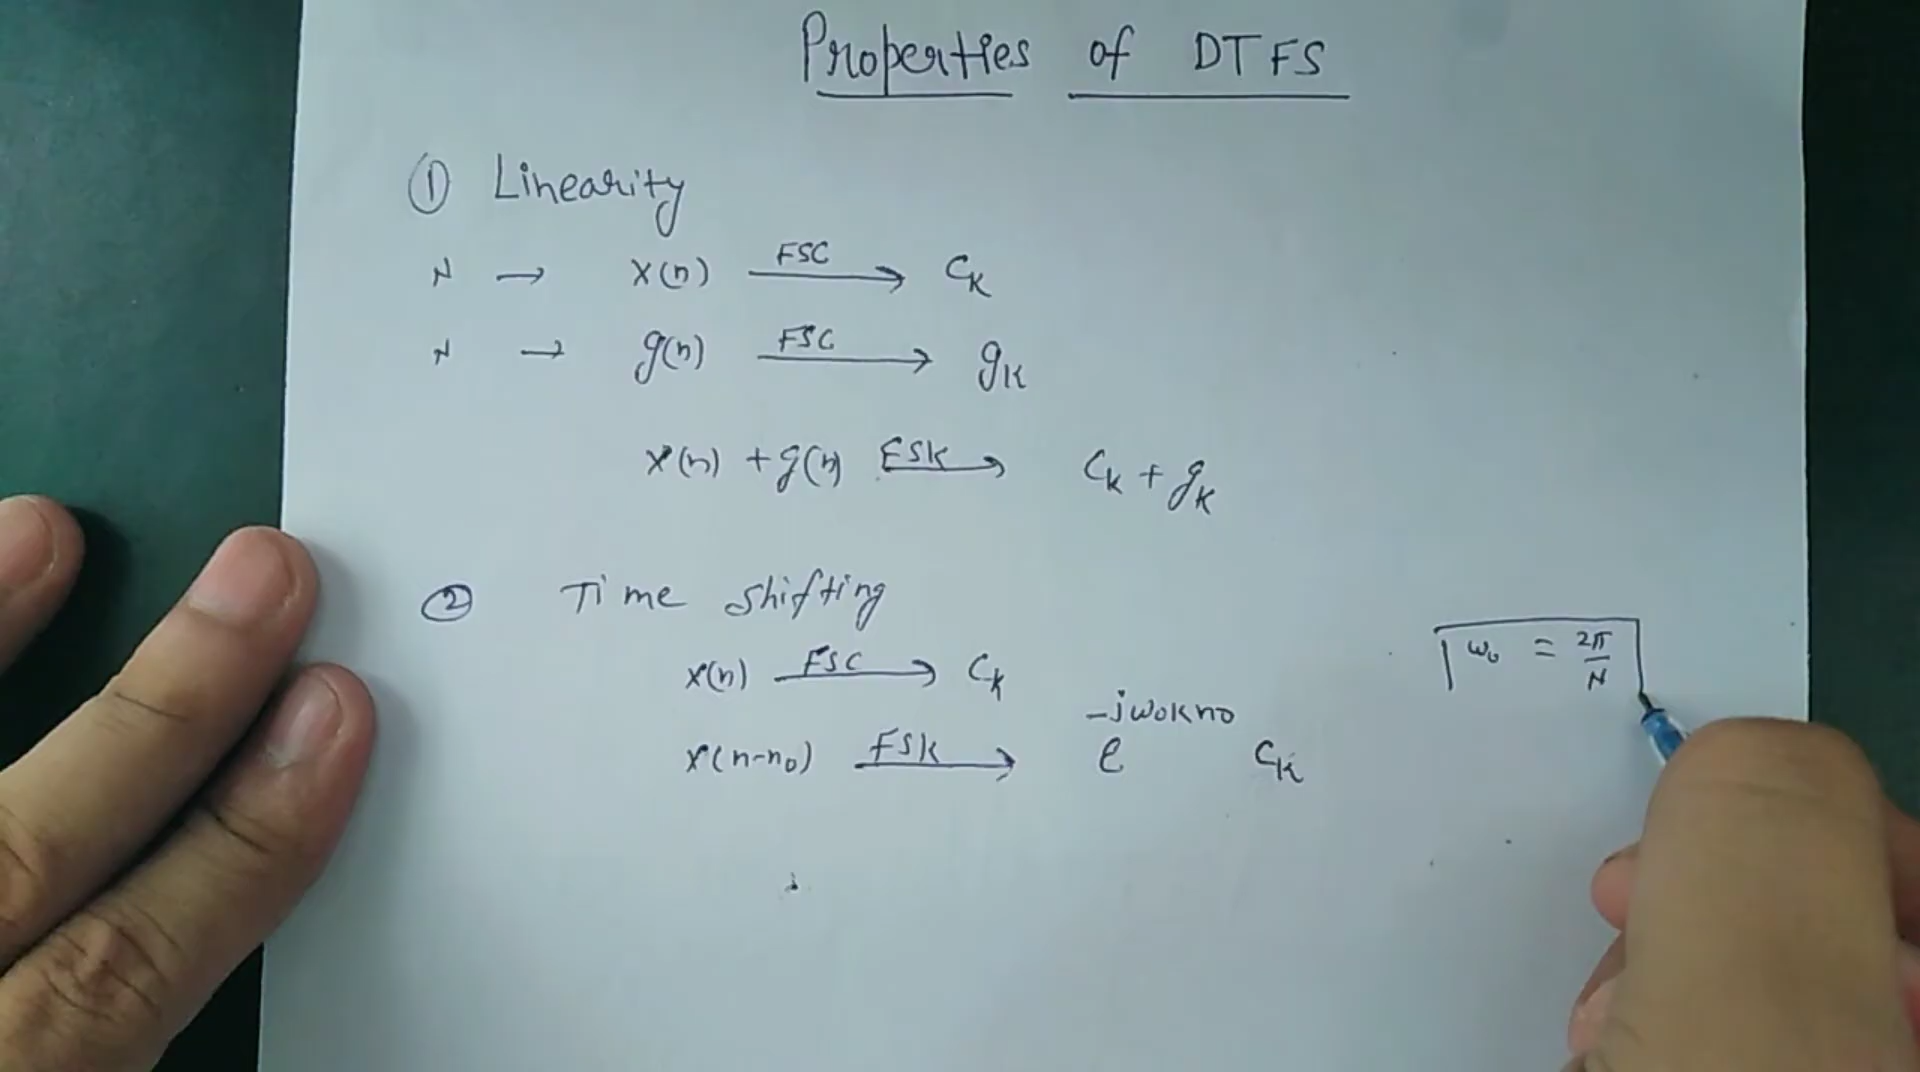 Properties of DTFS
① Linearity
N → x(n) FSC → Cₖ
N → g(n) FSC → gₖ
x(n) + g(n) FSK → Cₖ + gₖ
② Time shifting
x(n) FSC → Cₖ
ω₀ = 2π/N
x(n-n₀) FSK → e^(-jω₀kn₀) Cₖ